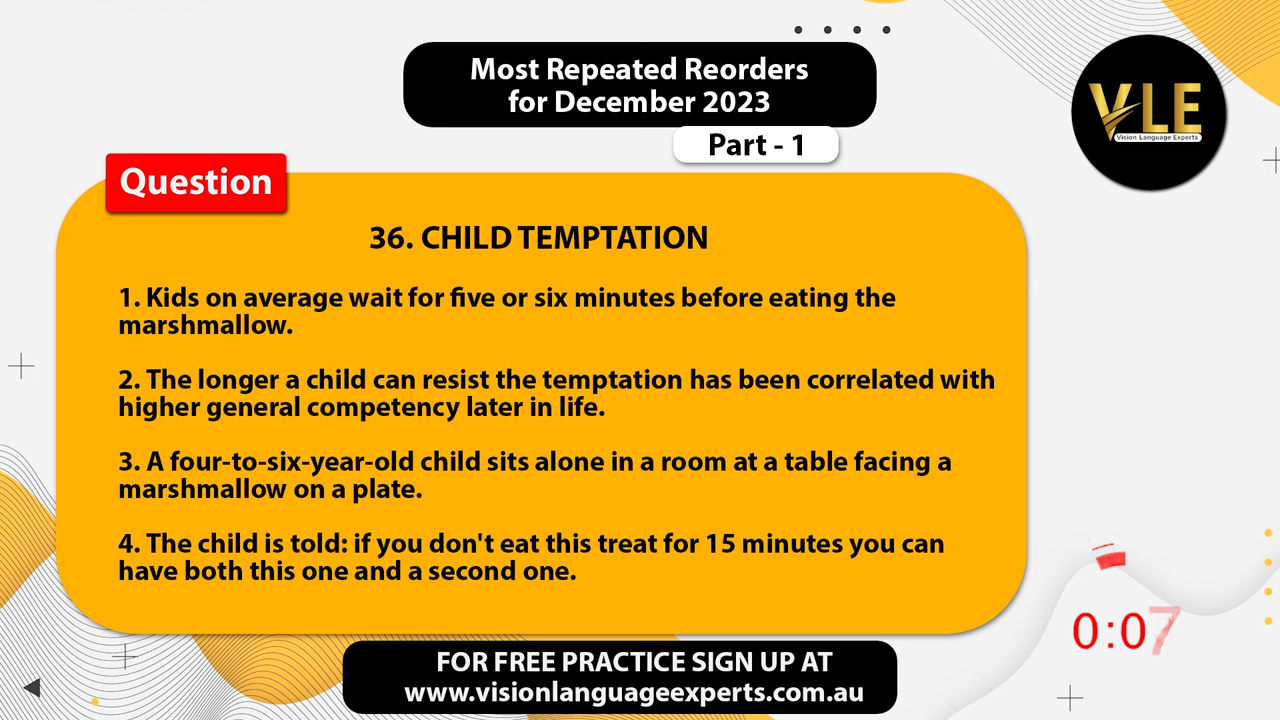 Most Repeated Reorders
for December 2023
Part - 1
VLE
Vision Language Experts
Question
36. CHILD TEMPTATION
1. Kids on average wait for five or six minutes before eating the
marshmallow.
2. The longer a child can resist the temptation has been correlated with
higher general competency later in life.
3. A four-to-six-year-old child sits alone in a room at a table facing a
marshmallow on a plate.
4. The child is told: if you don't eat this treat for 15 minutes you can
have both this one and a second one.
0:07
FOR FREE PRACTICE SIGN UP AT
www.visionlanguageexperts.com.au